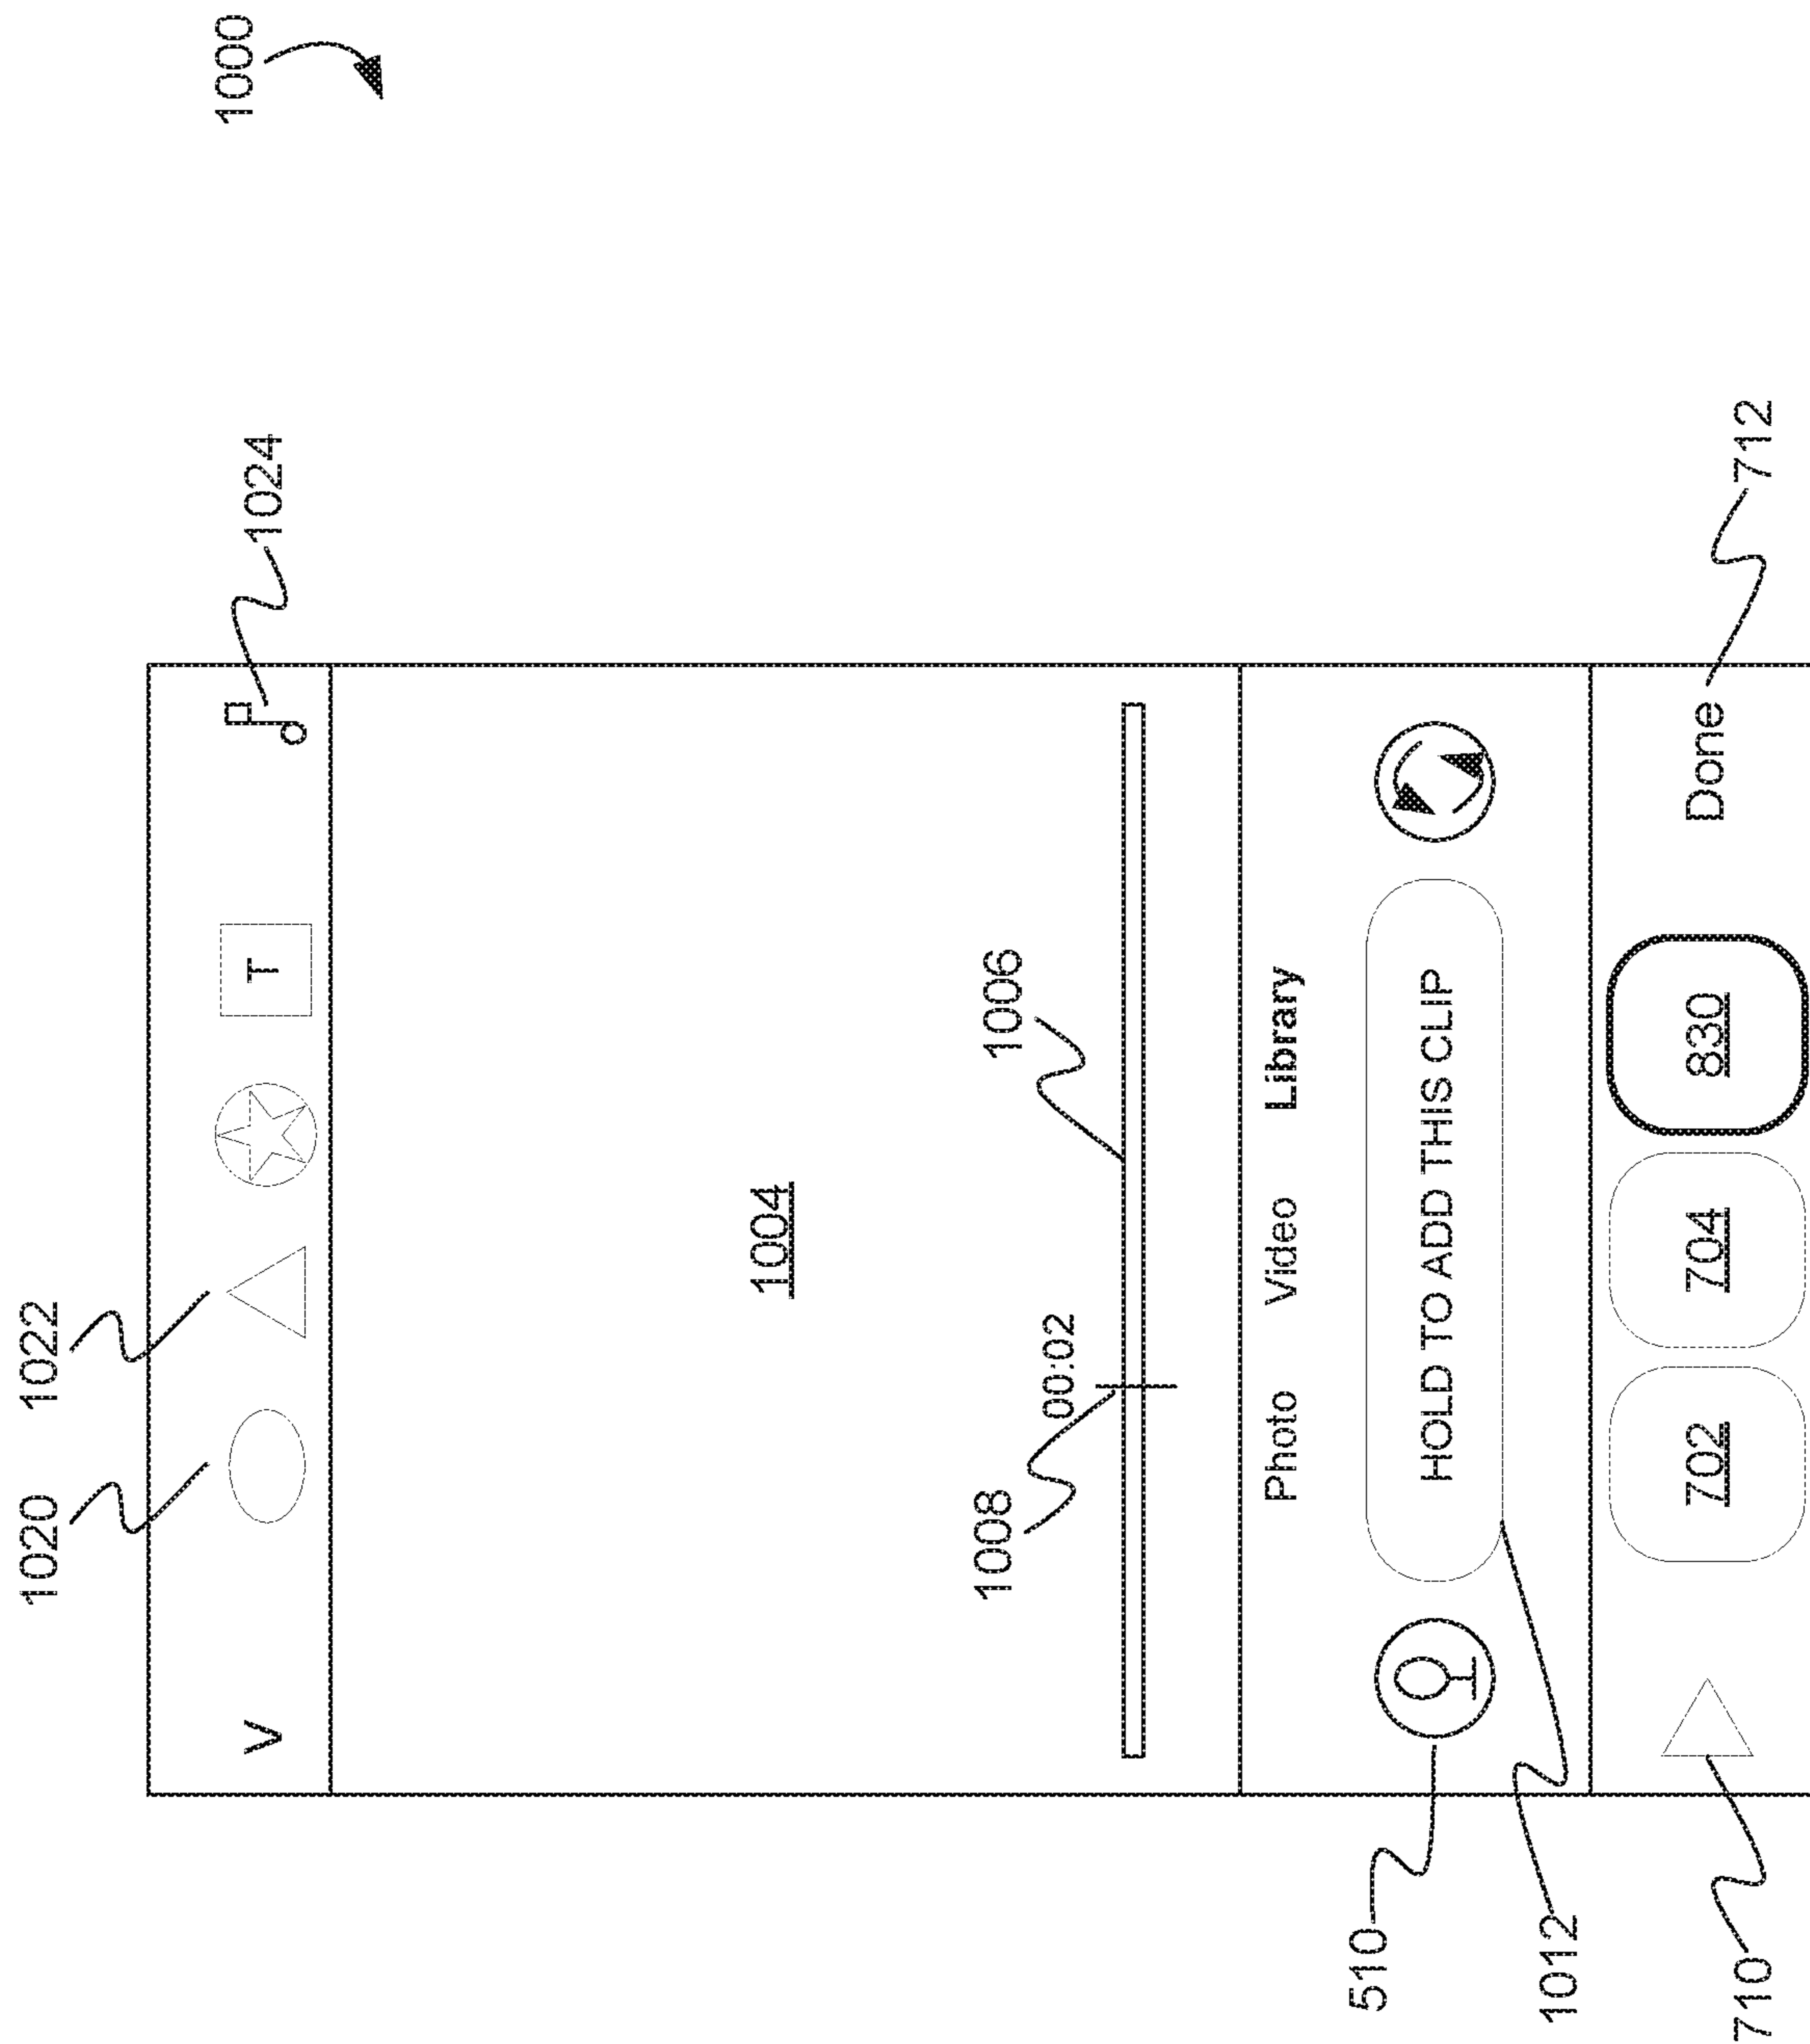 1000
1020
1022
1024
V
T
1004
1008
1006
00:02
Photo Video Library
510
HOLD TO ADD THIS CLIP
1012
702 704 830 Done
710
712